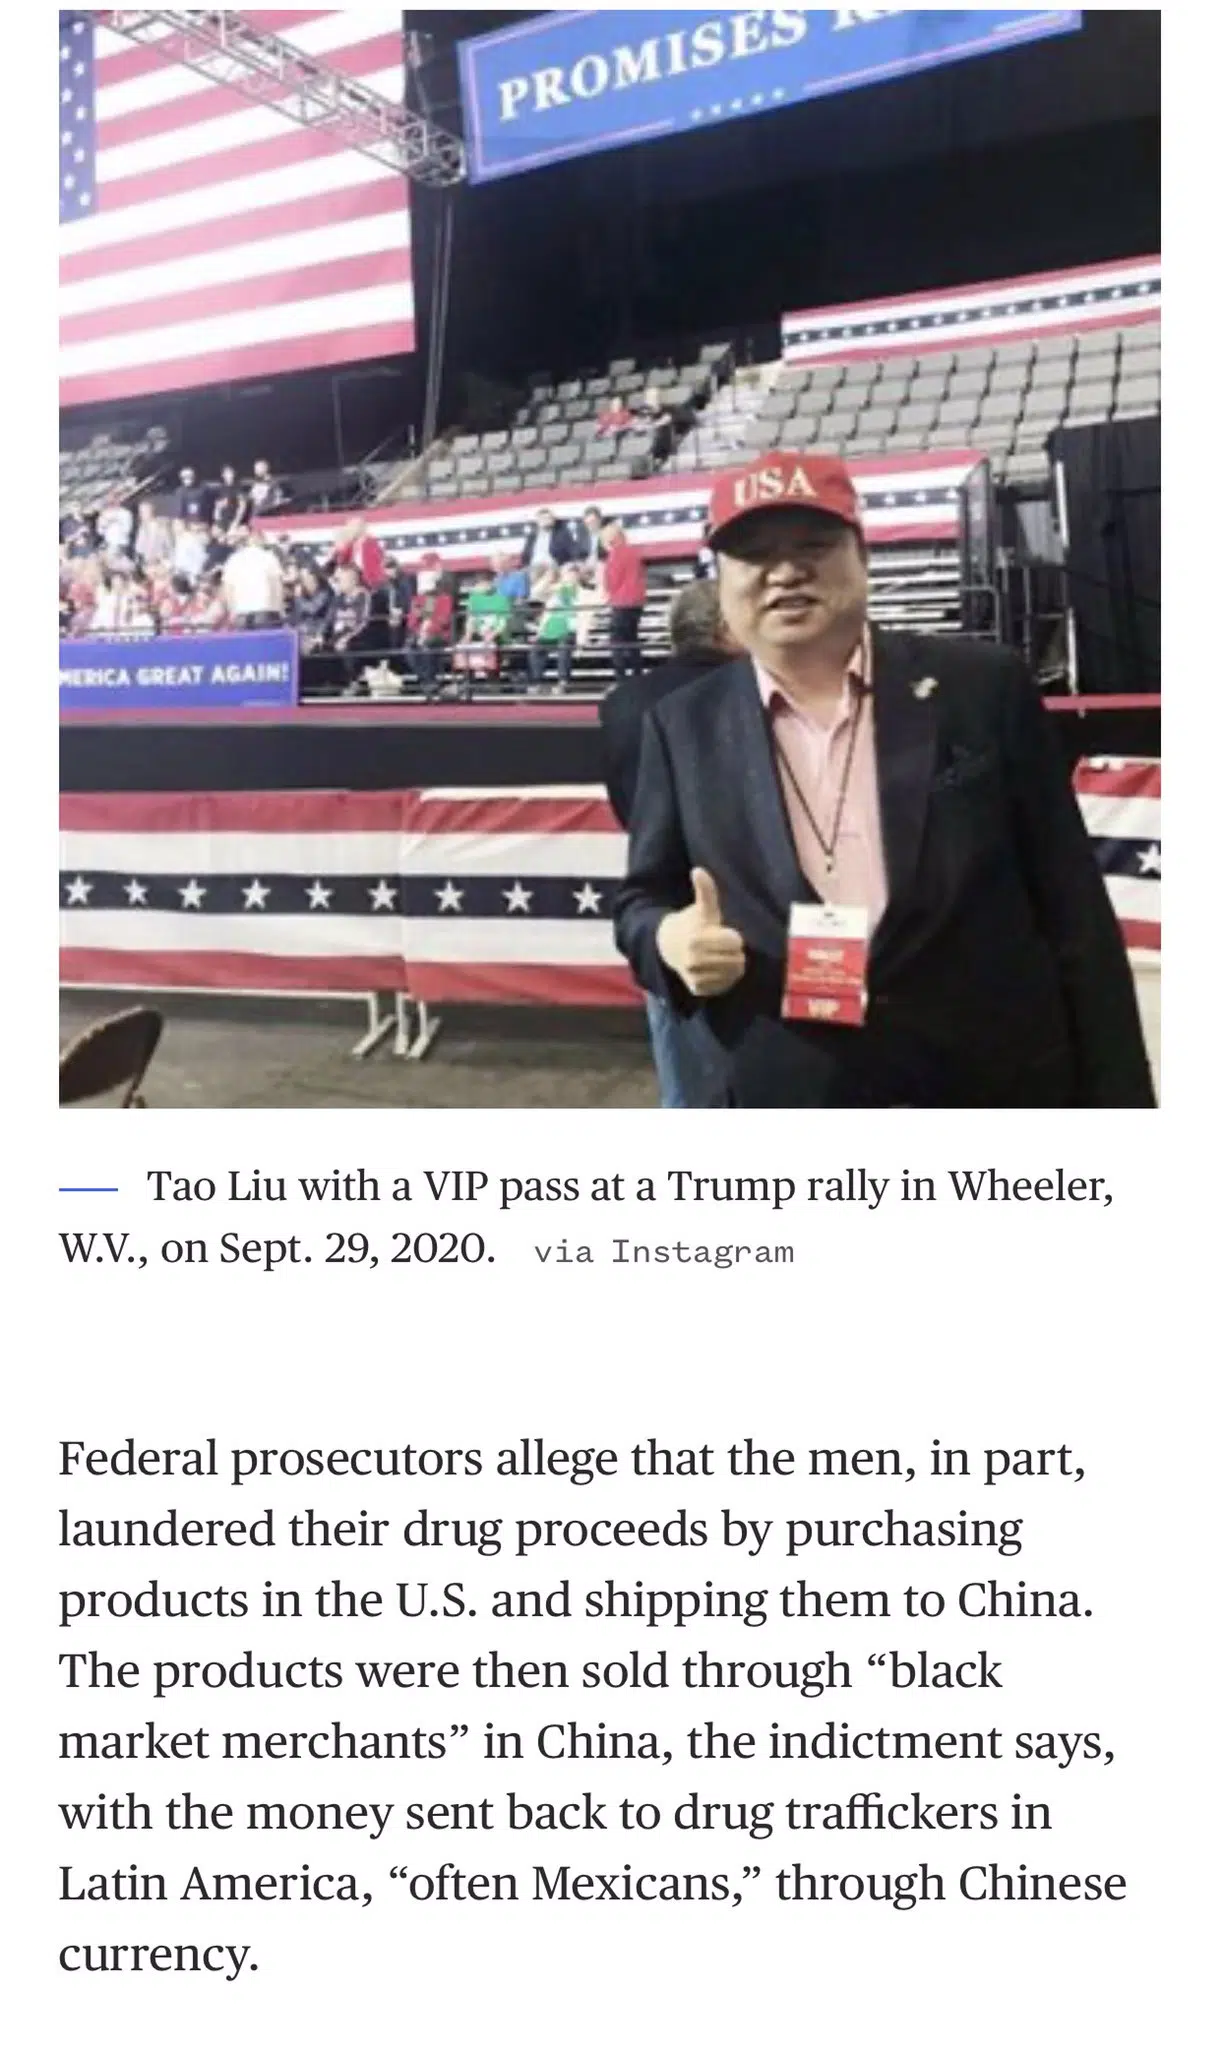 PROMISES
USA
MERICA GREAT AGAIN!
VIP
Tao Liu with a VIP pass at a Trump rally in Wheeler,
W.V., on Sept. 29, 2020. via Instagram
Federal prosecutors allege that the men, in part,
laundered their drug proceeds by purchasing
products in the U.S. and shipping them to China.
The products were then sold through “black
market merchants” in China, the indictment says,
with the money sent back to drug traffickers in
Latin America, “often Mexicans,” through Chinese
currency.